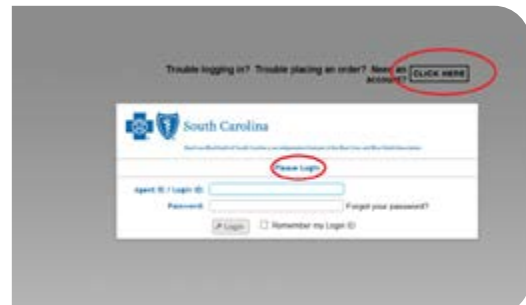 Trouble logging in? Trouble placing an order? Need an
account? CLICK HERE
South Carolina
Please Login
Agent ID / Login ID:
Password: Forgot your password?
Login Remember my Login ID